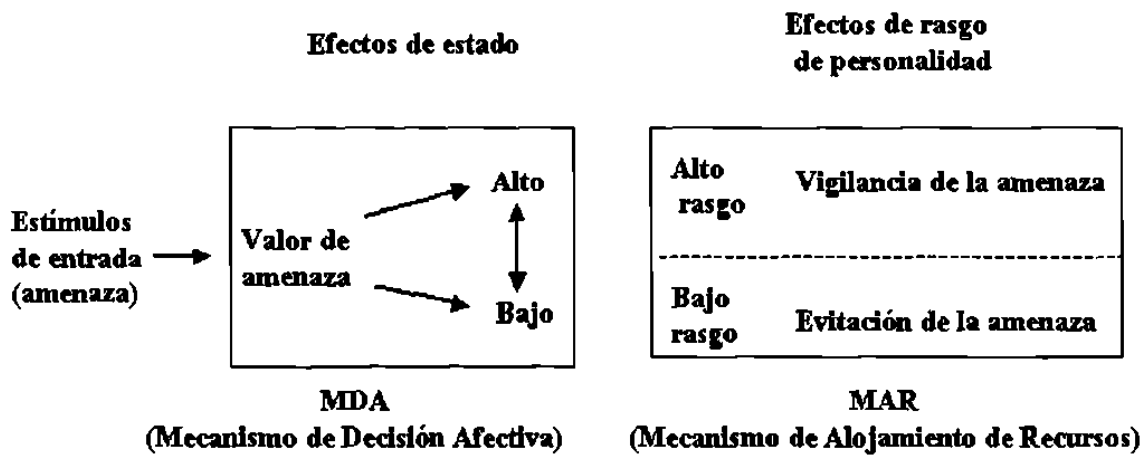 Efectos de estado
Efectos de rasgo
de personalidad
Estímulos
de entrada
(amenaza)
Valor de
amenaza
Alto
Bajo
MDA
(Mecanismo de Decisión Afectiva)
Alto
rasgo
Vigilancia de la amenaza
Bajo
rasgo
Evitación de la amenaza
MAR
(Mecanismo de Alojamiento de Recursos)